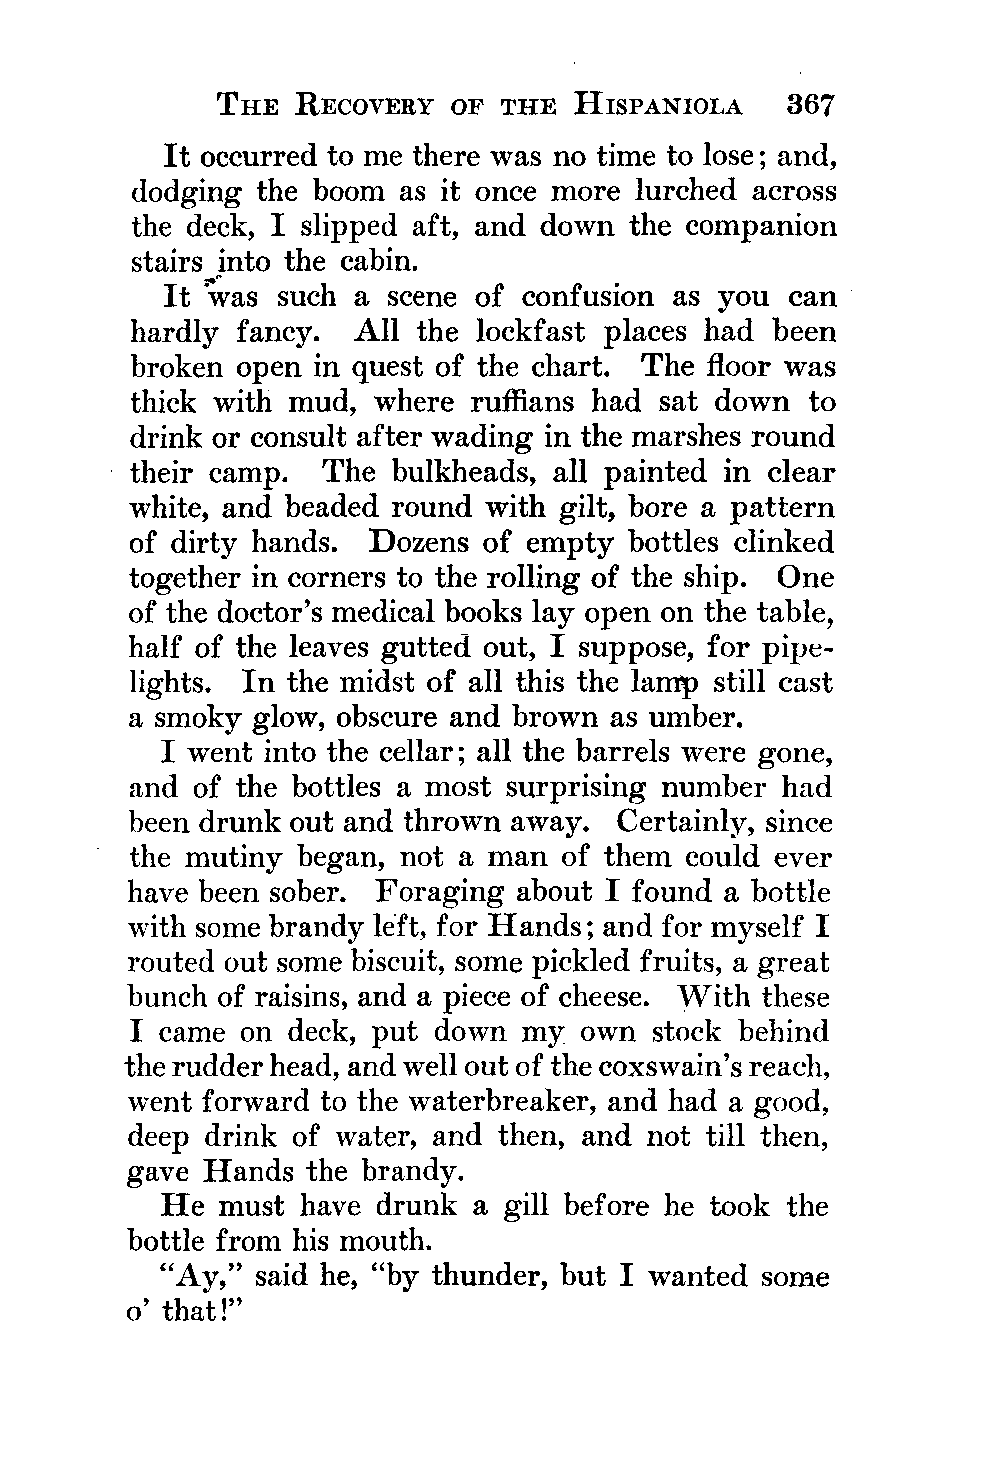 The Recovery of the Hispaniola 367
It occurred to me there was no time to lose; and,
dodging the boom as it once more lurched across
the deck, I slipped aft, and down the companion
stairs into the cabin.
It was such a scene of confusion as you can
hardly fancy. All the lockfast places had been
broken open in quest of the chart. The floor was
thick with mud, where ruffians had sat down to
drink or consult after wading in the marshes round
their camp. The bulkheads, all painted in clear
white, and beaded round with gilt, bore a pattern
of dirty hands. Dozens of empty bottles clinked
together in corners to the rolling of the ship. One
of the doctor's medical books lay open on the table,
half of the leaves gutted out, I suppose, for pipe-
lights. In the midst of all this the lamp still cast
a smoky glow, obscure and brown as umber.
I went into the cellar; all the barrels were gone,
and of the bottles a most surprising number had
been drunk out and thrown away. Certainly, since
the mutiny began, not a man of them could ever
have been sober. Foraging about I found a bottle
with some brandy left, for Hands; and for myself I
routed out some biscuit, some pickled fruits, a great
bunch of raisins, and a piece of cheese. With these
I came on deck, put down my own stock behind
the rudder head, and well out of the coxswain's reach,
went forward to the waterbreaker, and had a good,
deep drink of water, and then, and not till then,
gave Hands the brandy.
He must have drunk a gill before he took the
bottle from his mouth.
"Ay," said he, "by thunder, but I wanted some
o' that!"